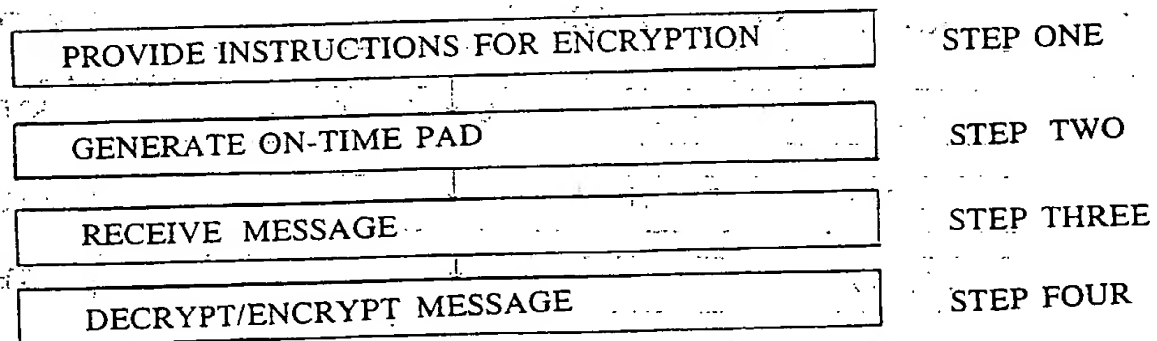 PROVIDE INSTRUCTIONS FOR ENCRYPTION STEP ONE
GENERATE ON-TIME PAD STEP TWO
RECEIVE MESSAGE STEP THREE
DECRYPT/ENCRYPT MESSAGE STEP FOUR